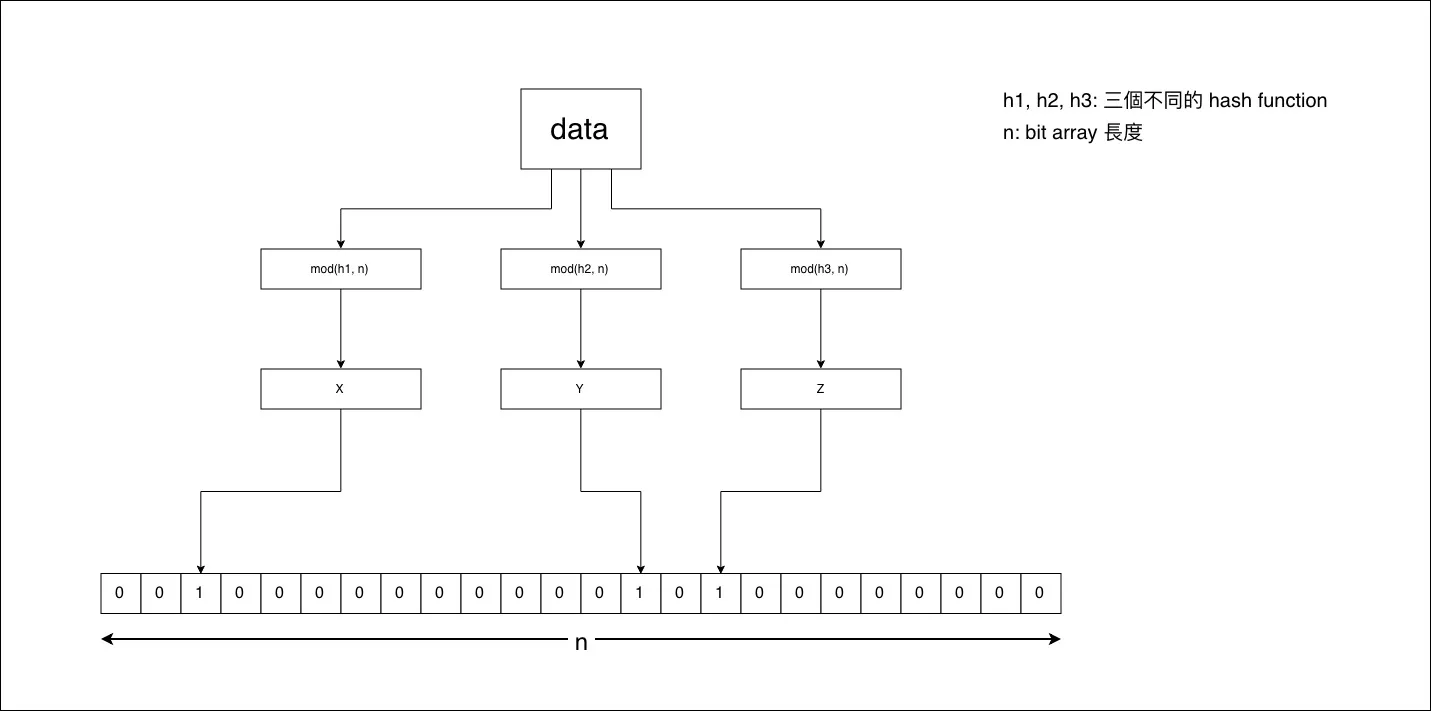 h1, h2, h3: 三個不同的 hash function
n: bit array 長度
data
mod(h1, n) mod(h2, n) mod(h3, n)
X Y Z
0 0 1 0 0 0 0 0 0 0 0 0 0 1 0 1 0 0 0 0 0 0 0 0
n